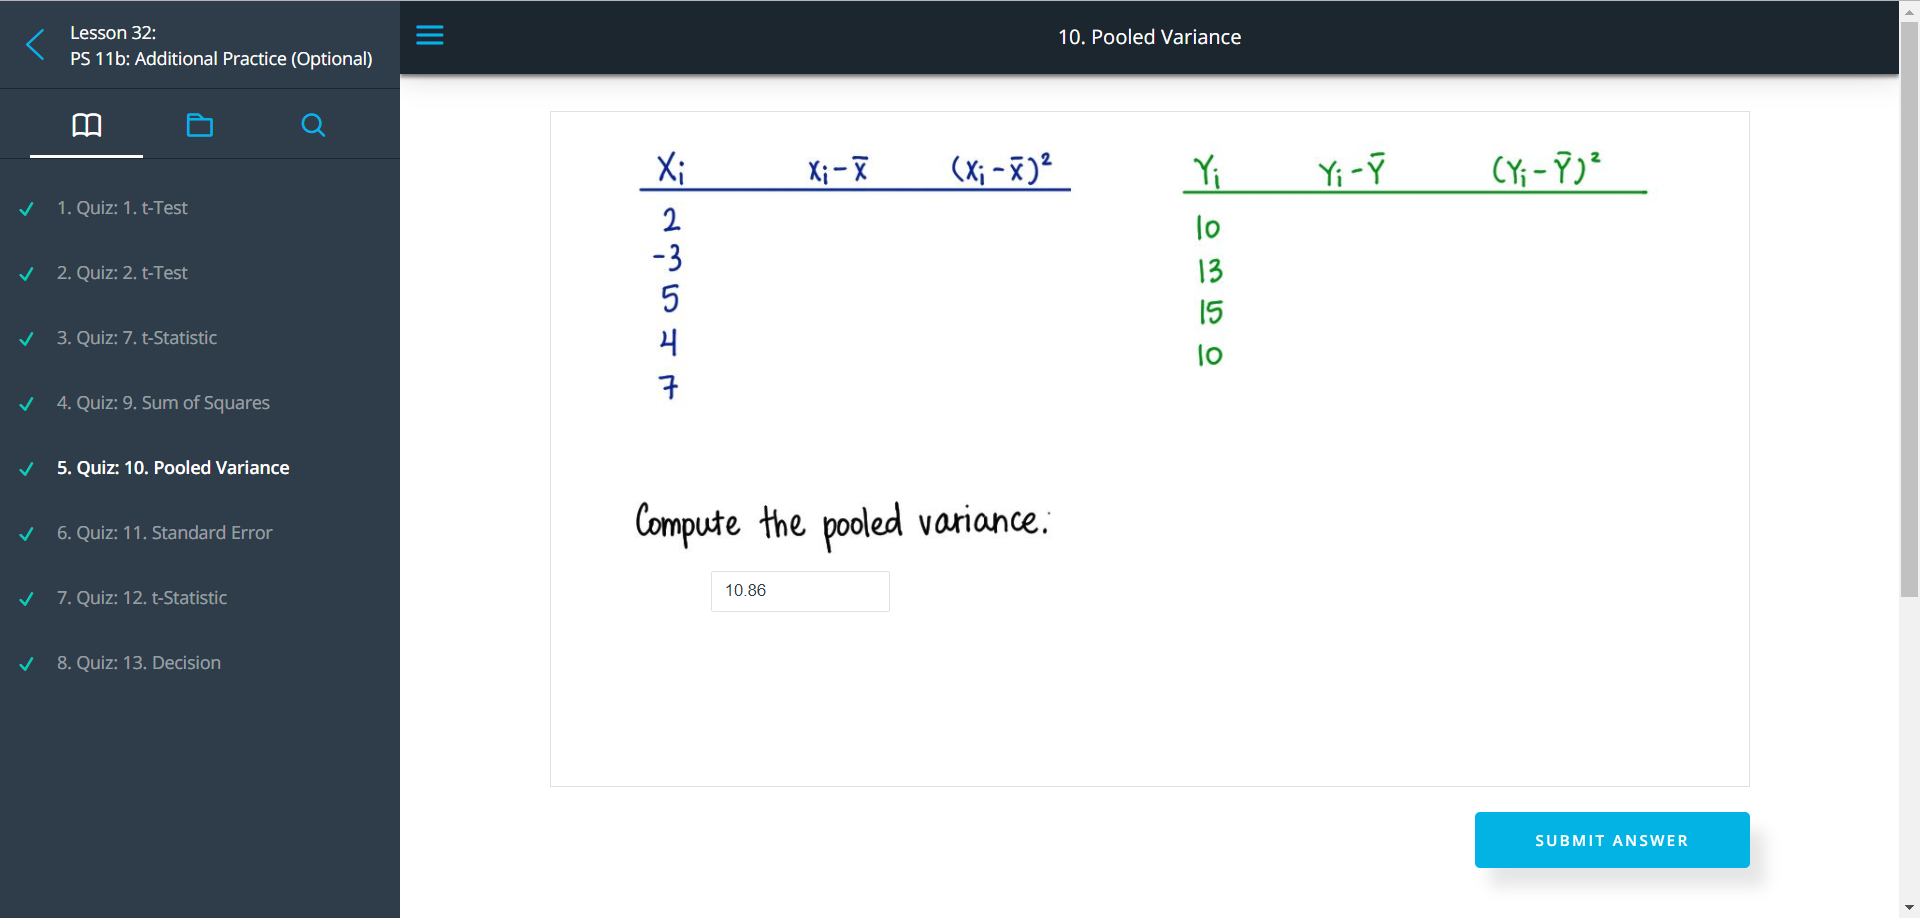 Lesson 32:
PS 11b: Additional Practice (Optional)
1. Quiz: 1. t-Test
2. Quiz: 2. t-Test
3. Quiz: 7. t-Statistic
4. Quiz: 9. Sum of Squares
5. Quiz: 10. Pooled Variance
6. Quiz: 11. Standard Error
7. Quiz: 12. t-Statistic
8. Quiz: 13. Decision
10. Pooled Variance
Xi Xi - X̄ (Xi - X̄)²
2
-3
5
4
7
Yi Yi - Ȳ (Yi - Ȳ)²
10
13
15
10
Compute the pooled variance:
10.86
SUBMIT ANSWER